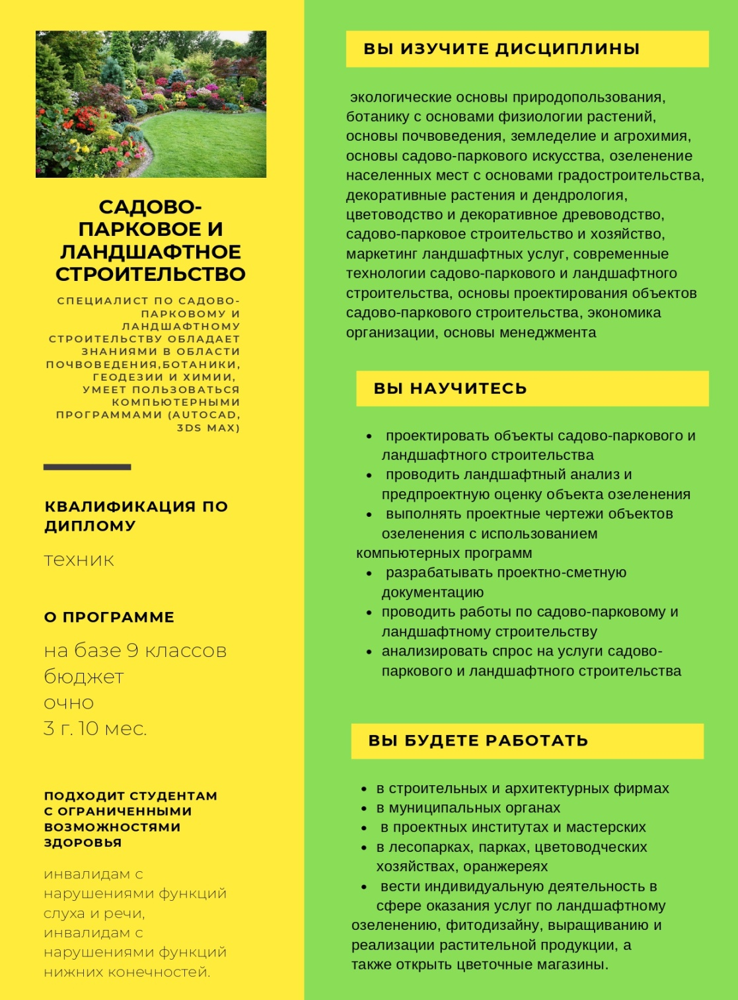 САДОВО-
ПАРКОВОЕ И
ЛАНДШАФТНОЕ
СТРОИТЕЛЬСТВО
СПЕЦИАЛИСТ ПО САДОВО-
ПАРКОВОМУ И
ЛАНДШАФТНОМУ
СТРОИТЕЛЬСТВУ ОБЛАДАЕТ
ЗНАНИЯМИ В ОБЛАСТИ
ПОЧВОВЕДЕНИЯ,БОТАНИКИ,
ГЕОДЕЗИИ И ХИМИИ,
УМЕЕТ ПОЛЬЗОВАТЬСЯ
КОМПЬЮТЕРНЫМИ
ПРОГРАММАМИ (AUTOCAD,
3DS MAX)
КВАЛИФИКАЦИЯ ПО
ДИПЛОМУ
техник
О ПРОГРАММЕ
на базе 9 классов
бюджет
очно
3 г. 10 мес.
ПОДХОДИТ СТУДЕНТАМ
С ОГРАНИЧЕННЫМИ
ВОЗМОЖНОСТЯМИ
ЗДОРОВЬЯ
инвалидам с
нарушениями функций
слуха и речи,
инвалидам с
нарушениями функций
нижних конечностей.
ВЫ ИЗУЧИТЕ ДИСЦИПЛИНЫ
экологические основы природопользования,
ботанику с основами физиологии растений,
основы почвоведения, земледелие и агрохимия,
основы садово-паркового искусства, озеленение
населенных мест с основами градостроительства,
декоративные растения и дендрология,
цветоводство и декоративное древоводство,
садово-парковое строительство и хозяйство,
маркетинг ландшафтных услуг, современные
технологии садово-паркового и ландшафтного
строительства, основы проектирования объектов
садово-паркового строительства, экономика
организации, основы менеджмента
ВЫ НАУЧИТЕСЬ
• проектировать объекты садово-паркового и
ландшафтного строительства
• проводить ландшафтный анализ и
предпроектную оценку объекта озеленения
• выполнять проектные чертежи объектов
озеленения с использованием
компьютерных программ
• разрабатывать проектно-сметную
документацию
• проводить работы по садово-парковому и
ландшафтному строительству
• анализировать спрос на услуги садово-
паркового и ландшафтного строительства
ВЫ БУДЕТЕ РАБОТАТЬ
• в строительных и архитектурных фирмах
• в муниципальных органах
• в проектных институтах и мастерских
• в лесопарках, парках, цветоводческих
хозяйствах, оранжереях
• вести индивидуальную деятельность в
сфере оказания услуг по ландшафтному
озеленению, фитодизайну, выращиванию и
реализации растительной продукции, а
также открыть цветочные магазины.